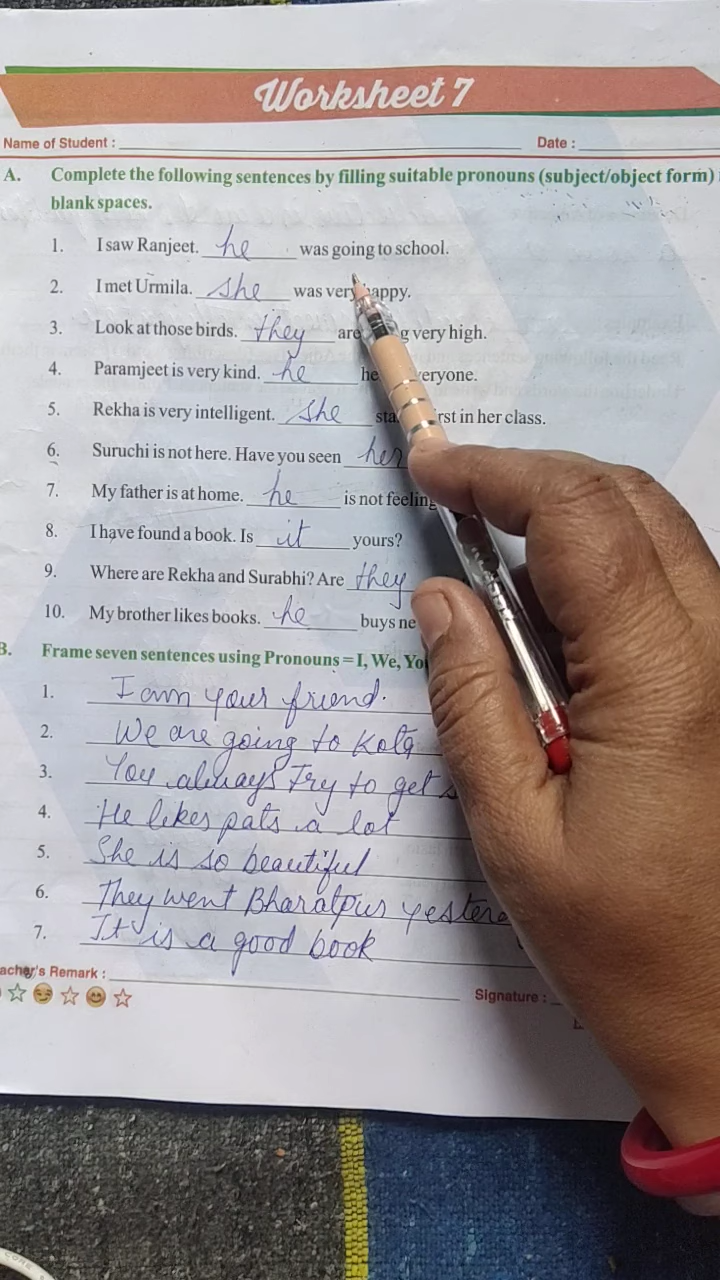 Worksheet 7
Name of Student : Date :
A. Complete the following sentences by filling suitable pronouns (subject/object form)
blank spaces.
1. I saw Ranjeet. he was going to school.
2. I met Urmila. she was very happy.
3. Look at those birds. they are very high.
4. Paramjeet is very kind. he everyone.
5. Rekha is very intelligent. she first in her class.
6. Suruchi is not here. Have you seen her
7. My father is at home. he is not feeling
8. I have found a book. Is it yours?
9. Where are Rekha and Surabhi? Are they
10. My brother likes books. he buys
B. Frame seven sentences using Pronouns = I, We,
1. I am your friend.
2. We are going to Kota
3. You always Try to get
4. He likes pats a lot
5. She is so beautiful
6. They went Bharatpur
7. It is a good book
Remark :
Signature :